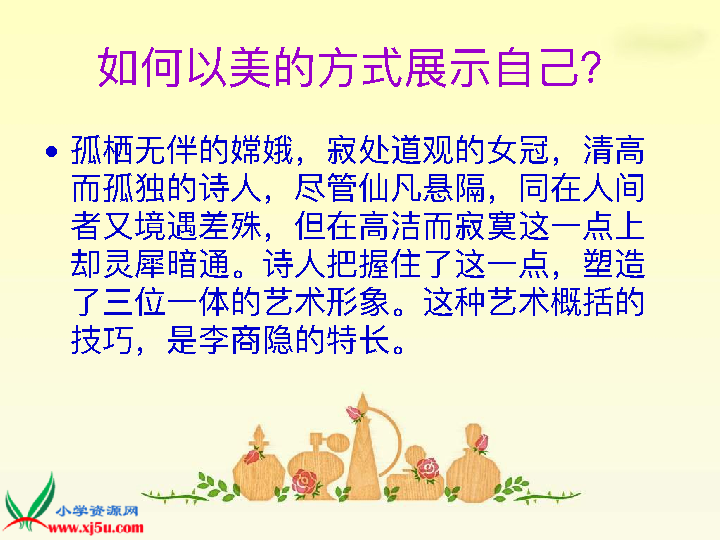 如何以美的方式展示自己？
•孤栖无伴的嫦娥，寂处道观的女冠，清高
而孤独的诗人，尽管仙凡悬隔，同在人间
者又境遇差殊，但在高洁而寂寞这一点上
却灵犀暗通。诗人把握住了这一点，塑造
了三位一体的艺术形象。这种艺术概括的
技巧，是李商隐的特长。
小学资源网
www.xj5u.com